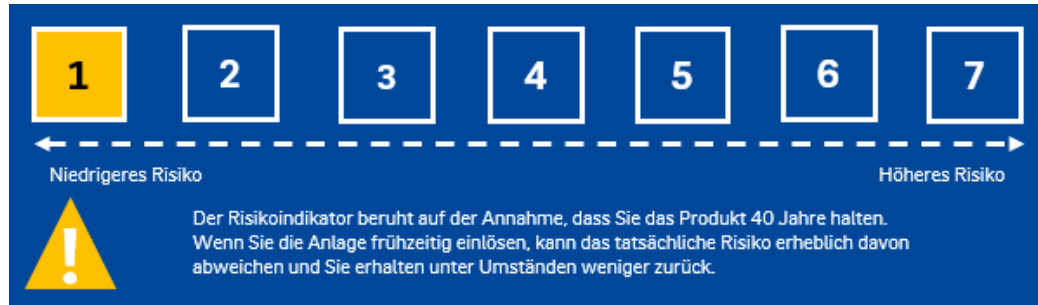 1 2 3 4 5 6 7
Niedrigeres Risiko Höheres Risiko
Der Risikoindikator beruht auf der Annahme, dass Sie das Produkt 40 Jahre halten.
Wenn Sie die Anlage frühzeitig einlösen, kann das tatsächliche Risiko erheblich davon
abweichen und Sie erhalten unter Umständen weniger zurück.